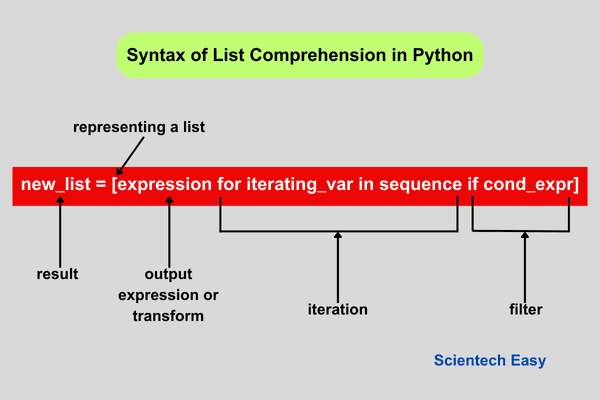 Syntax of List Comprehension in Python
representing a list
new_list = [expression for iterating_var in sequence if cond_expr]
result
output
expression or
transform
iteration
filter
Scientech Easy